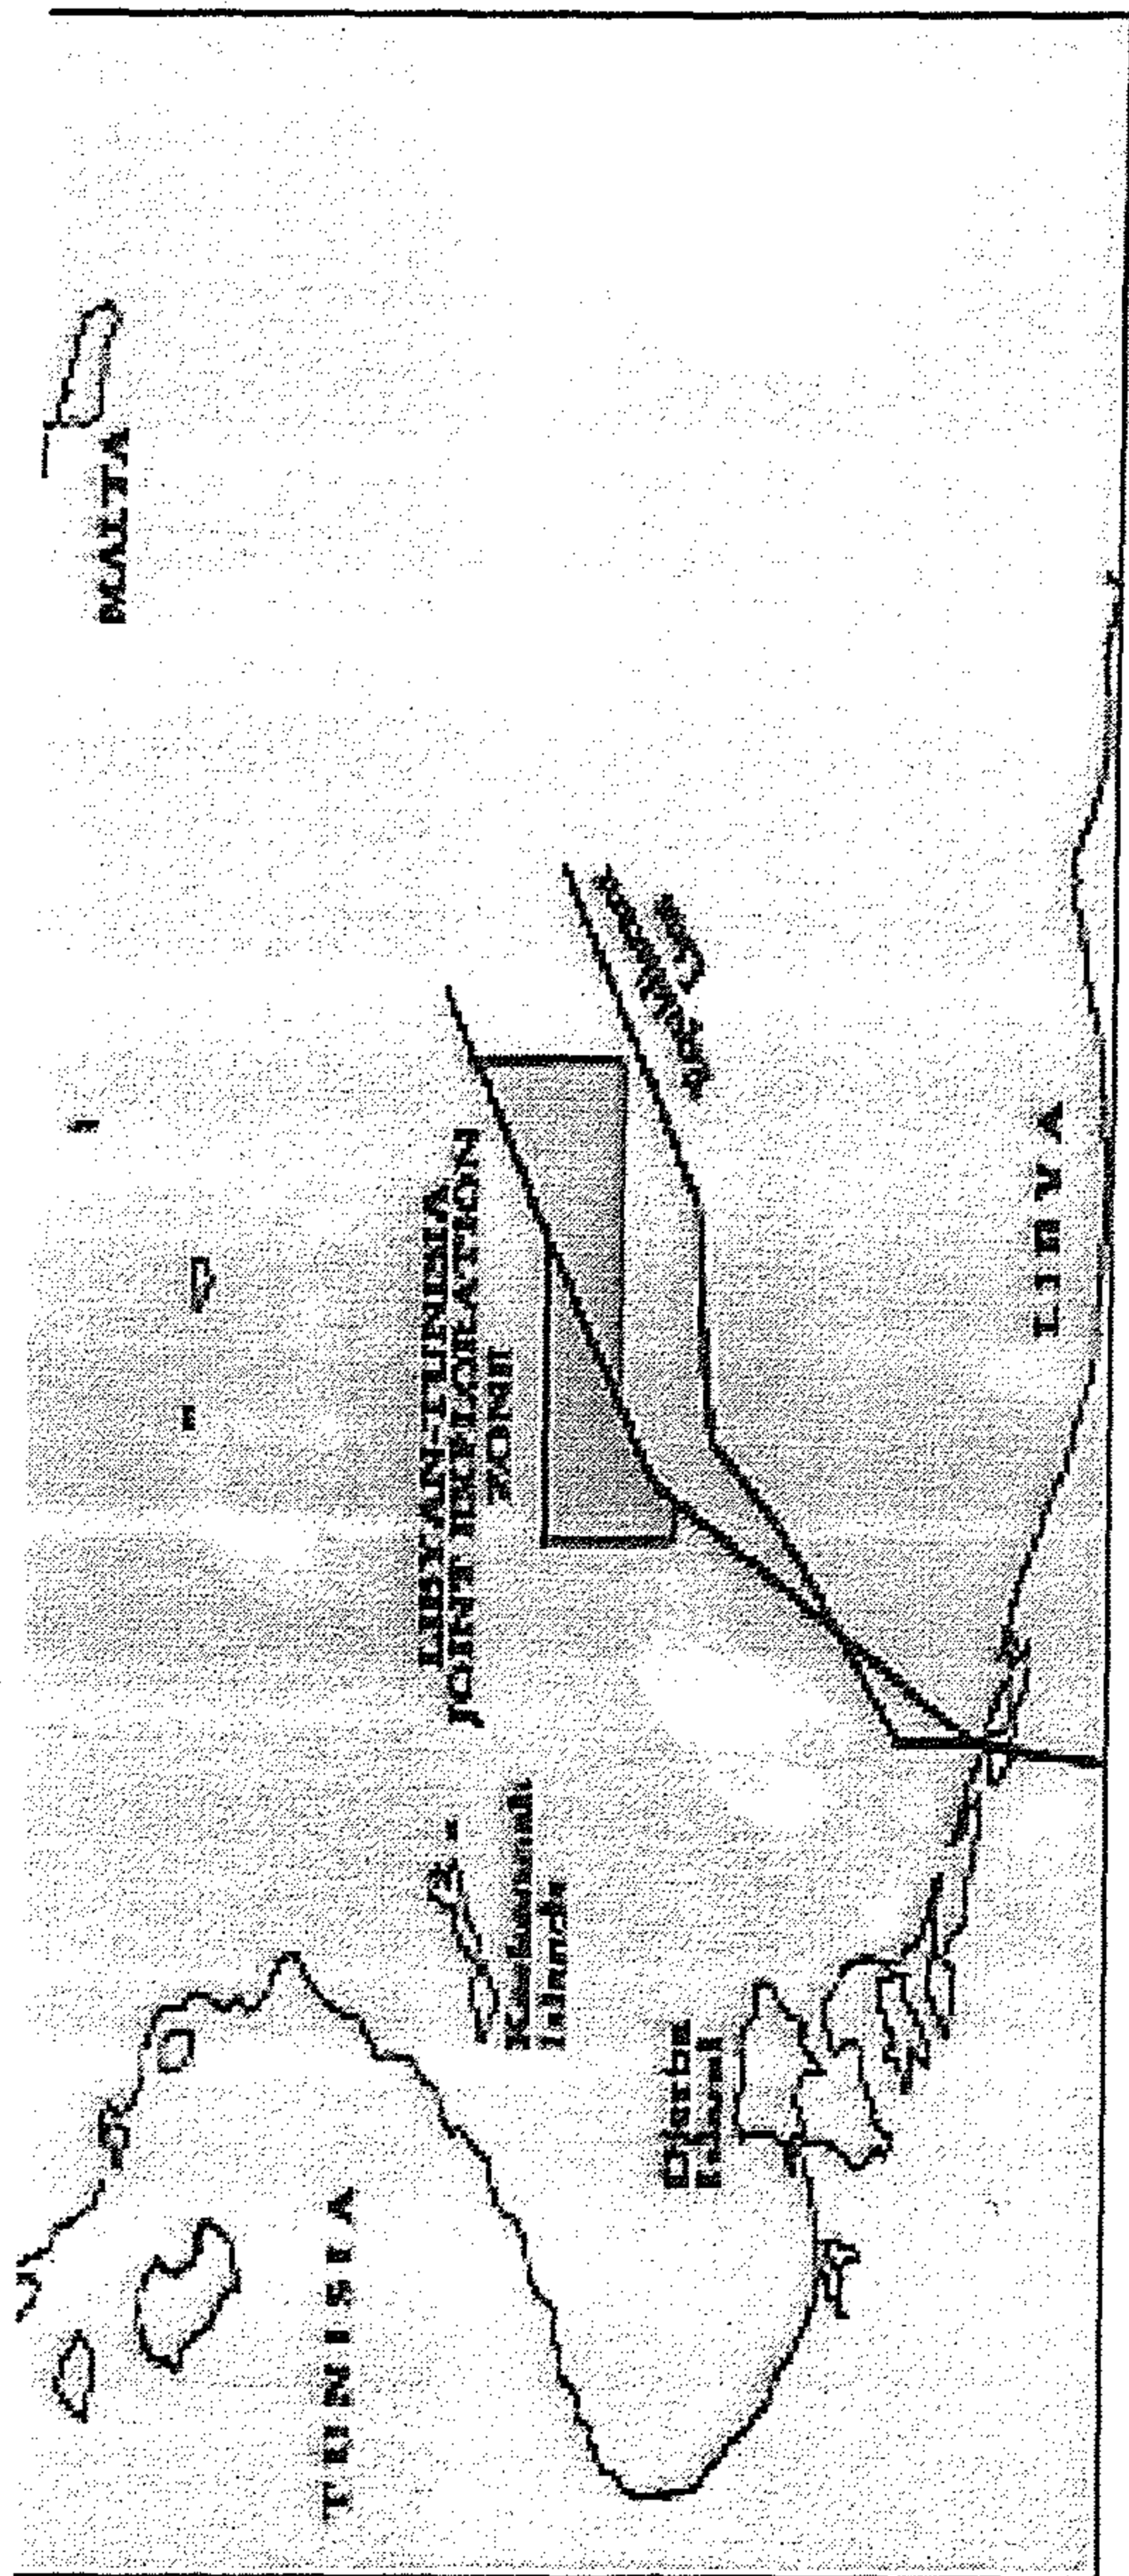 MALTA
LIBYAN-TUNISIA
JOINT EXPLOITATION
ZONE
LIBYA
Kerkennah
Islands
Djerba
Island
TUNISIA